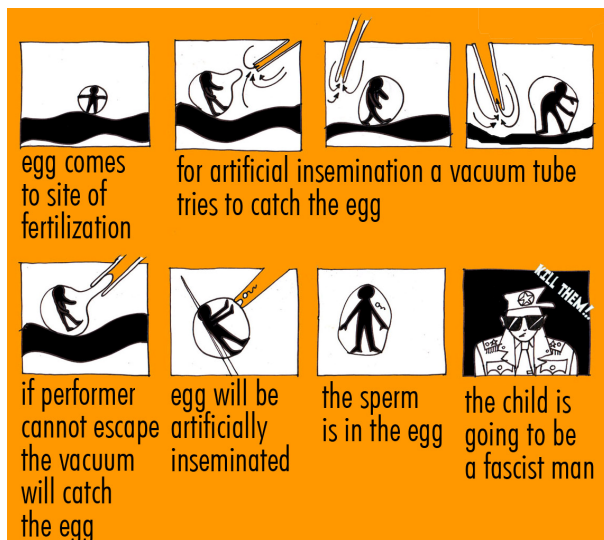 egg comes
to site of
fertilization
for artificial insemination a vacuum tube
tries to catch the egg
if performer
cannot escape
the vacuum
will catch
the egg
egg will be
artificially
inseminated
the sperm
is in the egg
KILL THEM!!
the child is
going to be
a fascist man